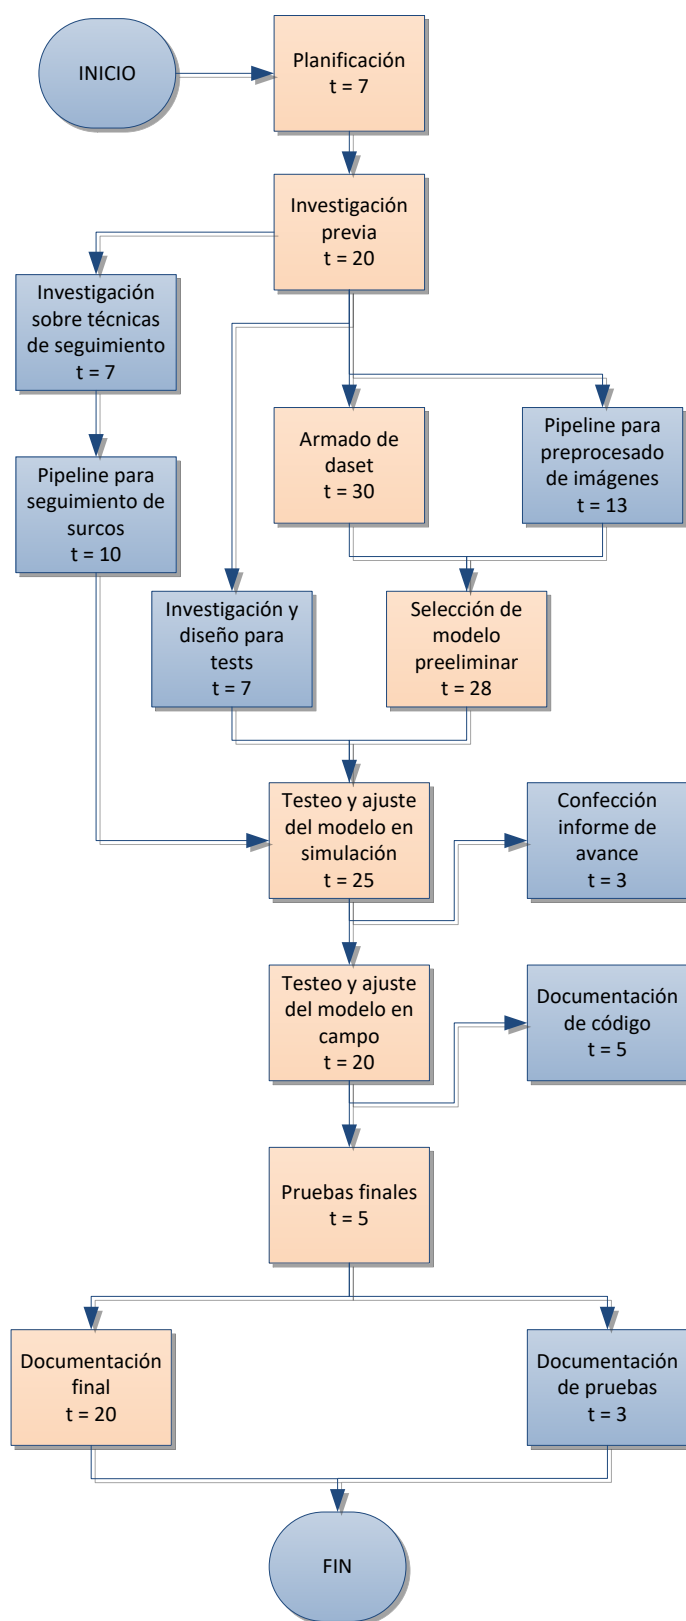 INICIO
Planificación
t = 7
Investigación
previa
t = 20
Investigación
sobre técnicas
de seguimiento
t = 7
Armado de
daset
t = 30
Pipeline para
preprocesado
de imágenes
t = 13
Pipeline para
seguimiento de
surcos
t = 10
Investigación y
diseño para
tests
t = 7
Selección de
modelo
preeliminar
t = 28
Testeo y ajuste
del modelo en
simulación
t = 25
Confección
informe de
avance
t = 3
Testeo y ajuste
del modelo en
campo
t = 20
Documentación
de código
t = 5
Pruebas finales
t = 5
Documentación
final
t = 20
Documentación
de pruebas
t = 3
FIN